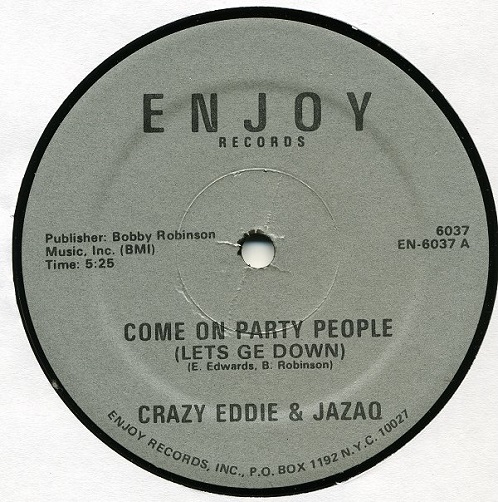 ENJOY
RECORDS
Publisher: Bobby Robinson
Music, Inc. (BMI)
Time: 5:25
6037
EN-6037 A
COME ON PARTY PEOPLE
(LETS GE DOWN)
(E. Edwards, B. Robinson)
CRAZY EDDIE & JAZAQ
ENJOY RECORDS, INC., P.O. BOX 1192 N.Y.C. 10027